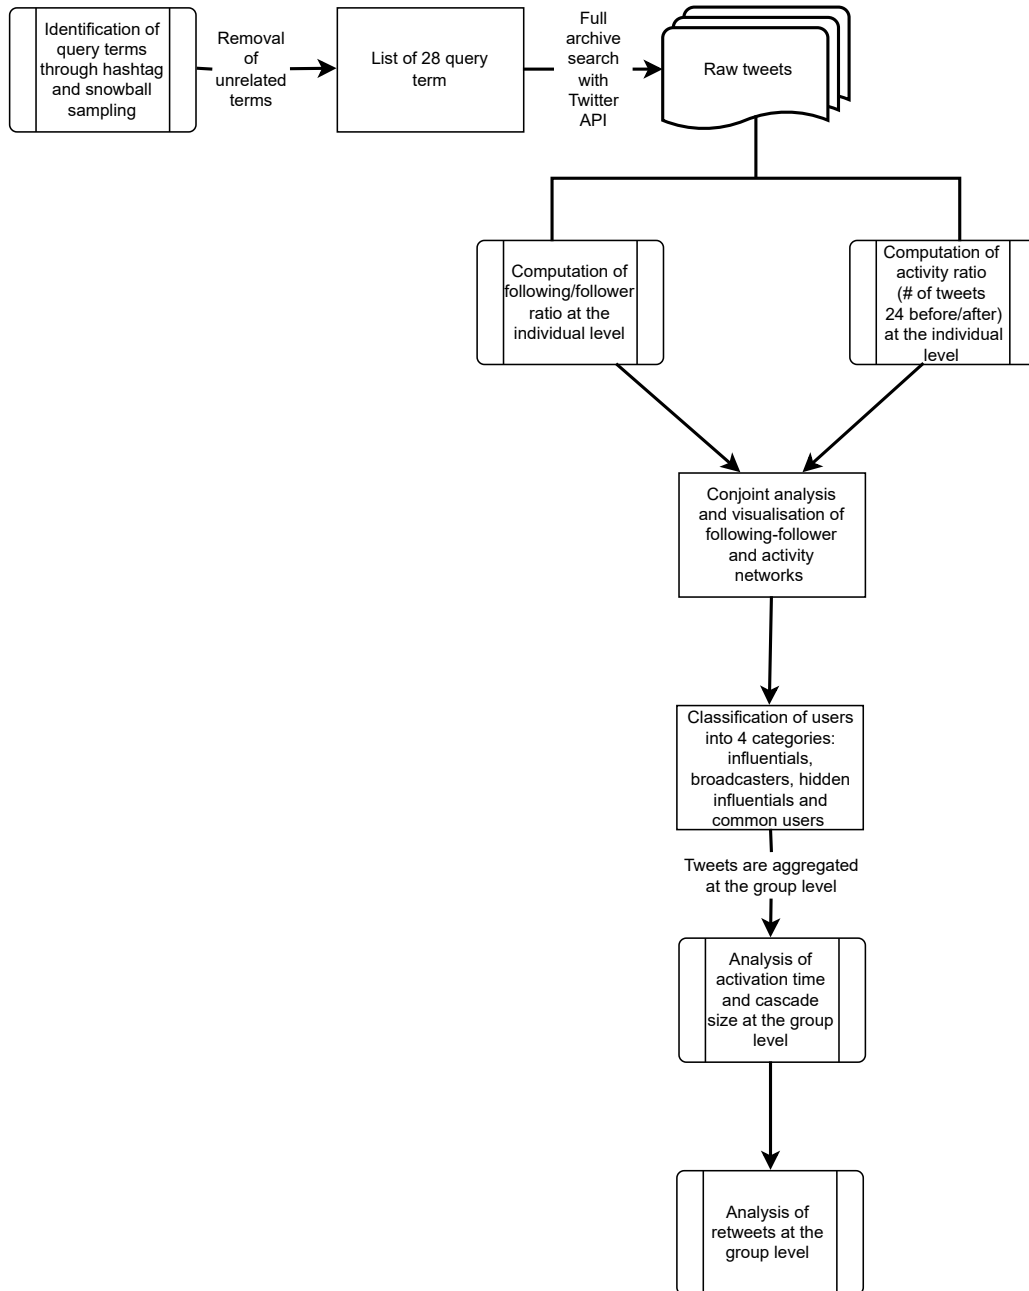 Identification of
query terms
through hashtag
and snowball
sampling
Removal
of
unrelated
terms
List of 28 query
term
Full
archive
search
with
Twitter
API
Raw tweets
Computation of
following/follower
ratio at the
individual level
Computation of
activity ratio
(# of tweets
24 before/after)
at the individual
level
Conjoint analysis
and visualisation of
following-follower
and activity
networks
Classification of users
into 4 categories:
influentials,
broadcasters, hidden
influentials and
common users
Tweets are aggregated
at the group level
Analysis of
activation time
and cascade
size at the group
level
Analysis of
retweets at the
group level